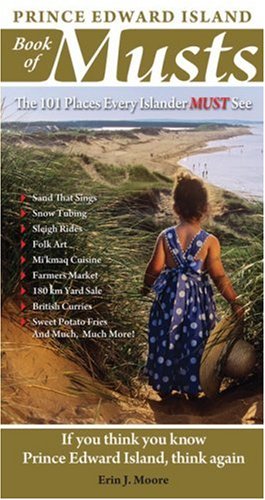 PRINCE EDWARD ISLAND
Book of Musts
The 101 Places Every Islander MUST See
Sand That Sings
Snow Tubing
Sleigh Rides
Folk Art
Mi'kmaq Cuisine
Farmers Market
180 km Yard Sale
British Curries
Sweet Potato Fries
And Much, Much More!
If you think you know
Prince Edward Island, think again
Erin J. Moore